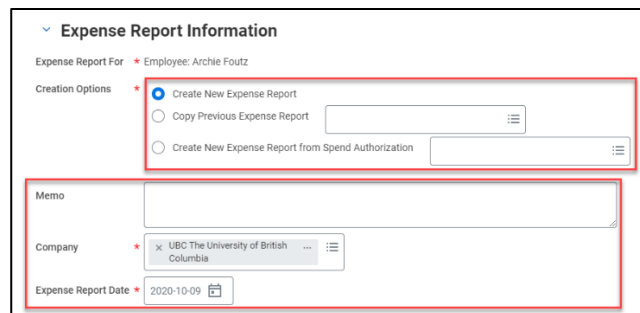 Expense Report Information
Expense Report For * Employee: Archie Foutz
Creation Options * Create New Expense Report
Copy Previous Expense Report
Create New Expense Report from Spend Authorization
Memo
Company * × UBC The University of British ...
Columbia
Expense Report Date * 2020-10-09